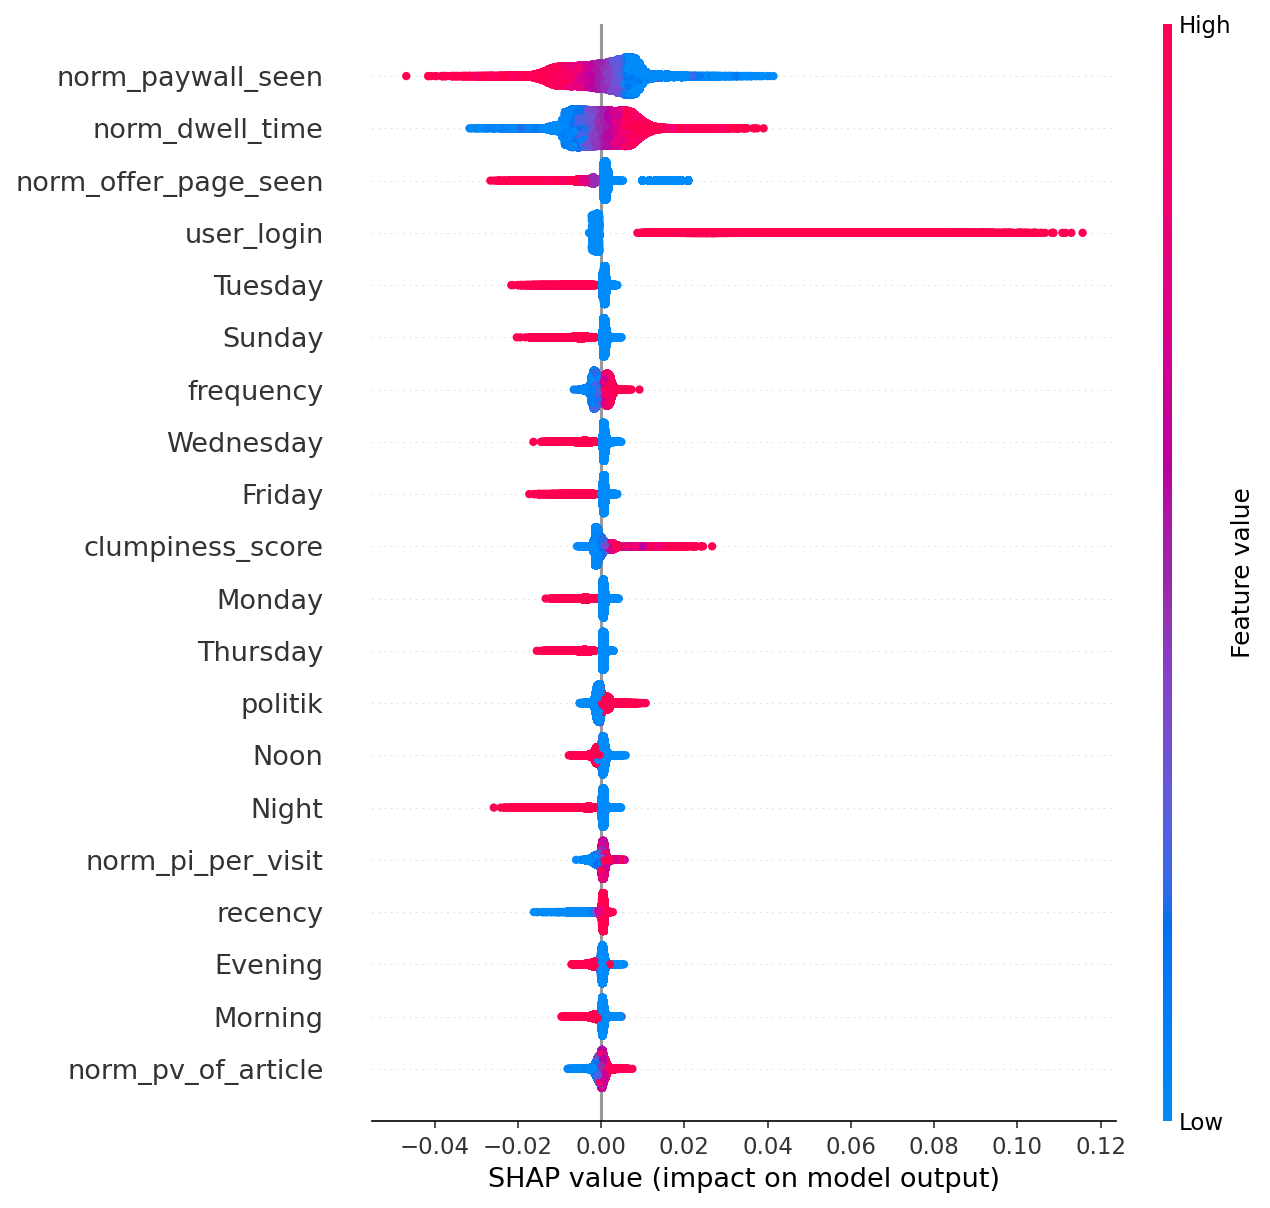 High
norm_paywall_seen
norm_dwell_time
norm_offer_page_seen
user_login
Tuesday
Sunday
frequency
Wednesday
Friday
clumpiness_score
Monday
Thursday
politik
Noon
Night
norm_pi_per_visit
recency
Evening
Morning
norm_pv_of_article
Feature value
Low
−0.04 −0.02 0.00 0.02 0.04 0.06 0.08 0.10 0.12
SHAP value (impact on model output)